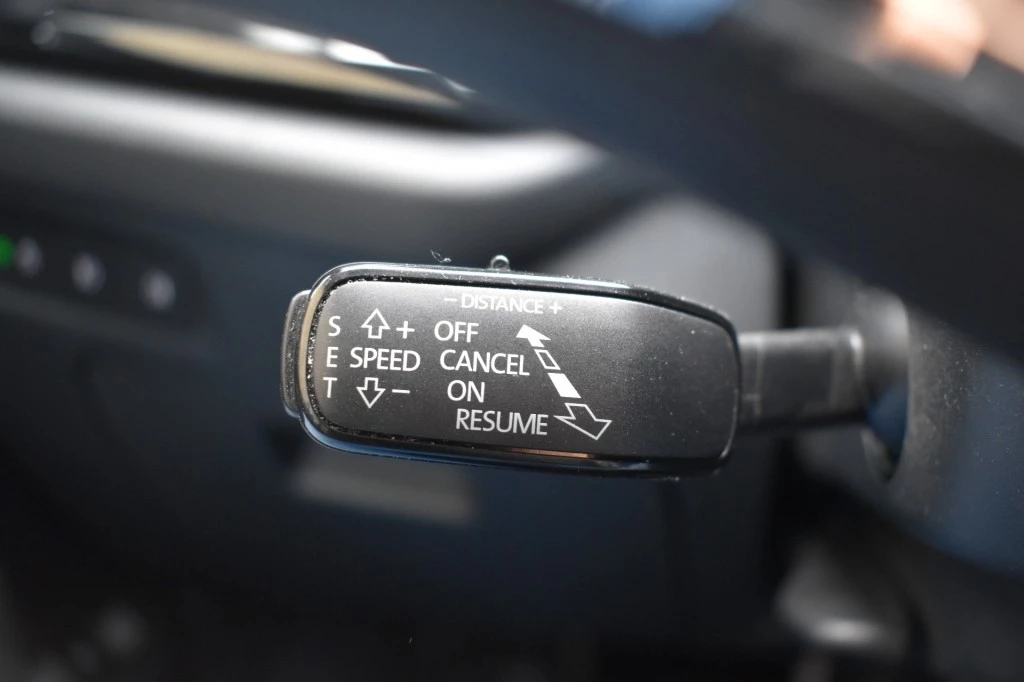 - DISTANCE +
S + OFF
E SPEED CANCEL
T - ON
RESUME